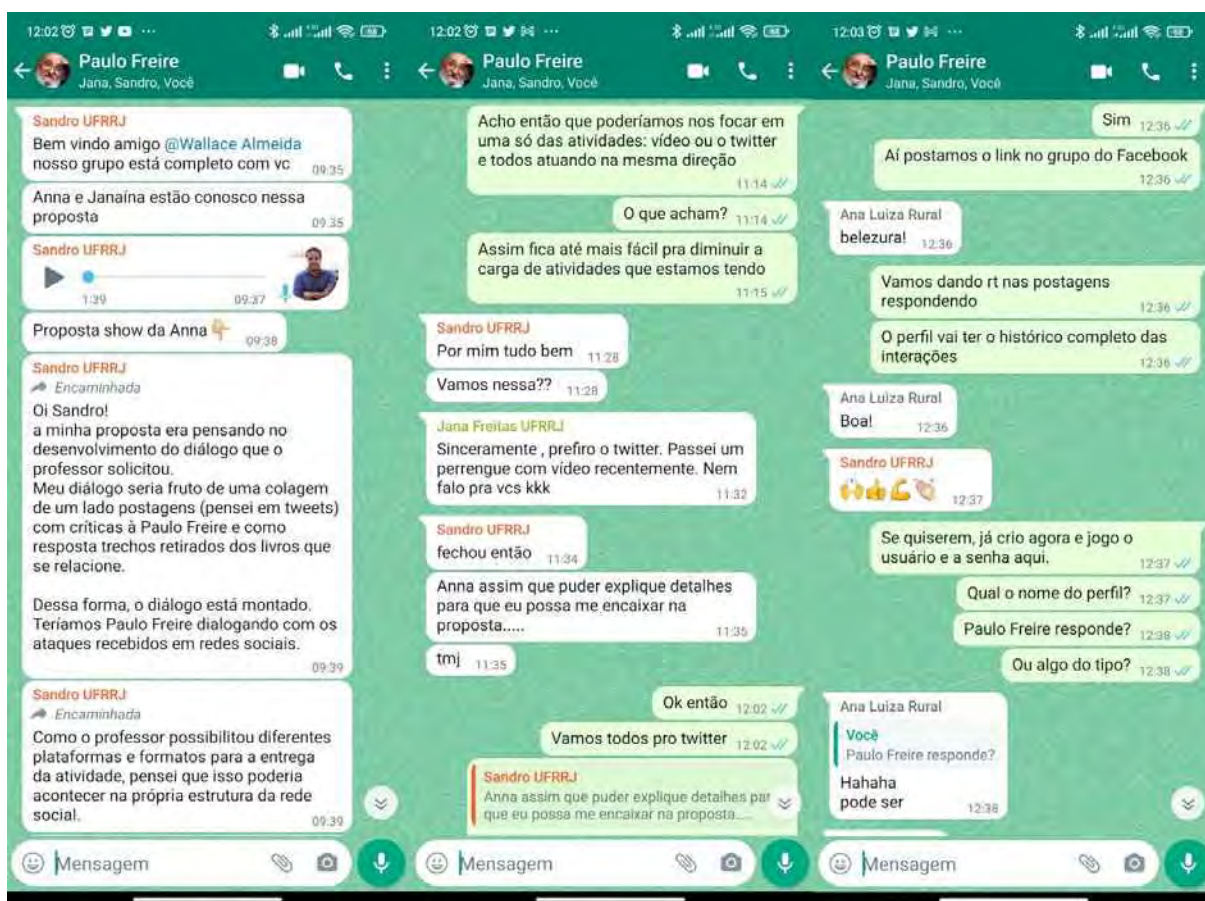 12:02
Paulo Freire
Jana, Sandro, Você
Sandro UFRRJ
Bem vindo amigo @Wallace Almeida
nosso grupo está completo com vc 09:35
Anna e Janaína estão conosco nessa
proposta 09:35
Sandro UFRRJ
1:39 09:37
Proposta show da Anna 👇🏼 09:38
Sandro UFRRJ
Encaminhada
Oi Sandro!
a minha proposta era pensando no
desenvolvimento do diálogo que o
professor solicitou.
Meu diálogo seria fruto de uma colagem
de um lado postagens (pensei em tweets)
com críticas à Paulo Freire e como
resposta trechos retirados dos livros que
se relacione.
Dessa forma, o diálogo está montado.
Teríamos Paulo Freire dialogando com os
ataques recebidos em redes sociais.
09:39
Sandro UFRRJ
Encaminhada
Como o professor possibilitou diferentes
plataformas e formatos para a entrega
da atividade, pensei que isso poderia
acontecer na própria estrutura da rede
social. 09:39
Mensagem
12:02
Paulo Freire
Jana, Sandro, Você
Acho então que poderíamos nos focar em
uma só das atividades: vídeo ou o twitter
e todos atuando na mesma direção
11:14
O que acham? 11:14
Assim fica até mais fácil pra diminuir a
carga de atividades que estamos tendo
11:15
Sandro UFRRJ
Por mim tudo bem 11:28
Vamos nessa?? 11:28
Jana Freitas UFRRJ
Sinceramente , prefiro o twitter. Passei um
perrengue com vídeo recentemente. Nem
falo pra vcs kkk 11:32
Sandro UFRRJ
fechou então 11:34
Anna assim que puder explique detalhes
para que eu possa me encaixar na
proposta..... 11:35
tmj 11:35
Ok então 12:02
Vamos todos pro twitter 12:02
Sandro UFRRJ
Anna assim que puder explique detalhes par
que eu possa me encaixar na proposta....
Mensagem
12:03
Paulo Freire
Jana, Sandro, Você
Sim 12:36
Aí postamos o link no grupo do Facebook
12:36
Ana Luiza Rural
belezura! 12:36
Vamos dando rt nas postagens
respondendo 12:36
O perfil vai ter o histórico completo das
interações 12:36
Ana Luiza Rural
Boa! 12:36
Sandro UFRRJ
12:37
Se quiserem, já crio agora e jogo o
usuário e a senha aqui. 12:37
Qual o nome do perfil? 12:37
Paulo Freire responde? 12:38
Ou algo do tipo? 12:38
Ana Luiza Rural
Você
Paulo Freire responde?
Hahaha
pode ser 12:38
Mensagem